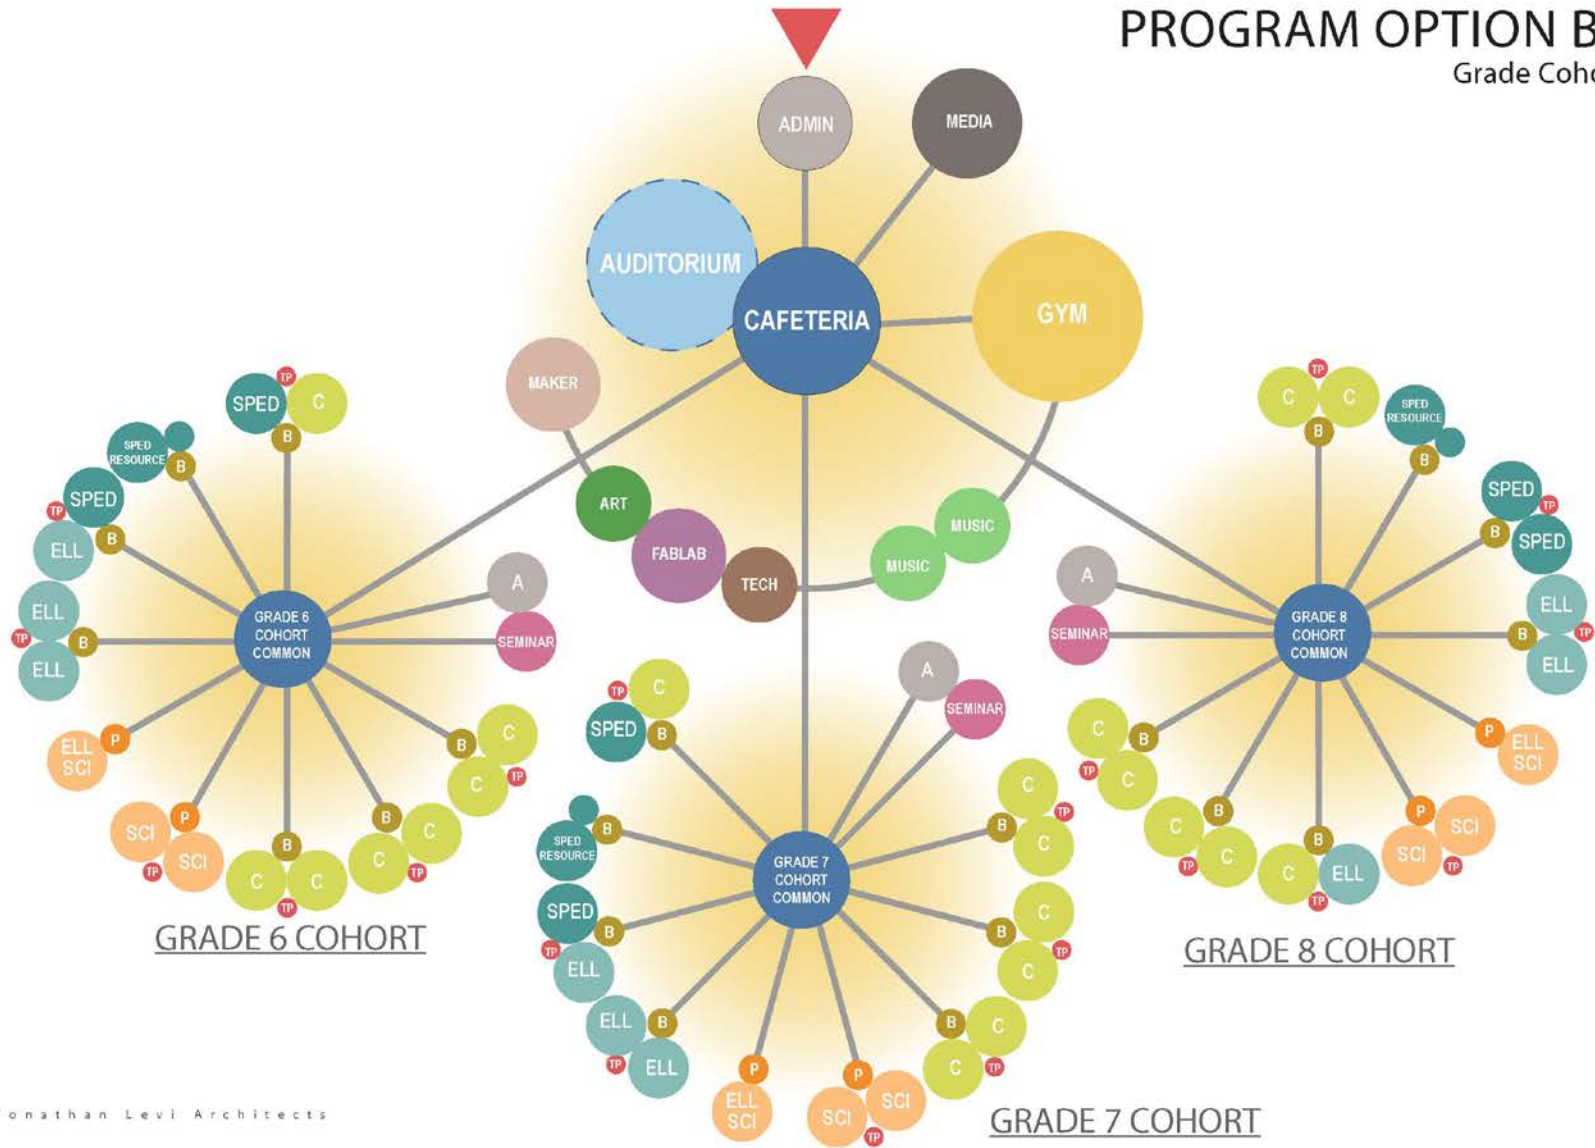 PROGRAM OPTION B
Grade Coho
ADMIN
MEDIA
AUDITORIUM
CAFETERIA
GYM
MAKER
ART
FABLAB
TECH
MUSIC
MUSIC
TP
SPED
C
B
SPED
RESOURCE
B
SPED
TP
B
ELL
ELL
TP
B
ELL
GRADE 6
COHORT
COMMON
A
SEMINAR
P
ELL
SCI
P
SCI
SCI
TP
B
C
C
TP
B
C
C
TP
B
C
C
TP
GRADE 6 COHORT
C
TP
SPED
B
A
SEMINAR
B
SPED
RESOURCE
SPED
B
TP
ELL
ELL
B
TP
ELL
GRADE 7
COHORT
COMMON
P
ELL
SCI
P
SCI
SCI
TP
C
TP
B
C
C
B
TP
C
B
C
C
TP
GRADE 7 COHORT
TP
C
C
B
SPED
RESOURCE
B
SPED
TP
B
SPED
ELL
B
TP
ELL
A
SEMINAR
GRADE 8
COHORT
COMMON
C
B
TP
C
B
C
C
TP
B
C
ELL
TP
P
SCI
SCI
TP
P
ELL
SCI
GRADE 8 COHORT
onathan Levi Architects